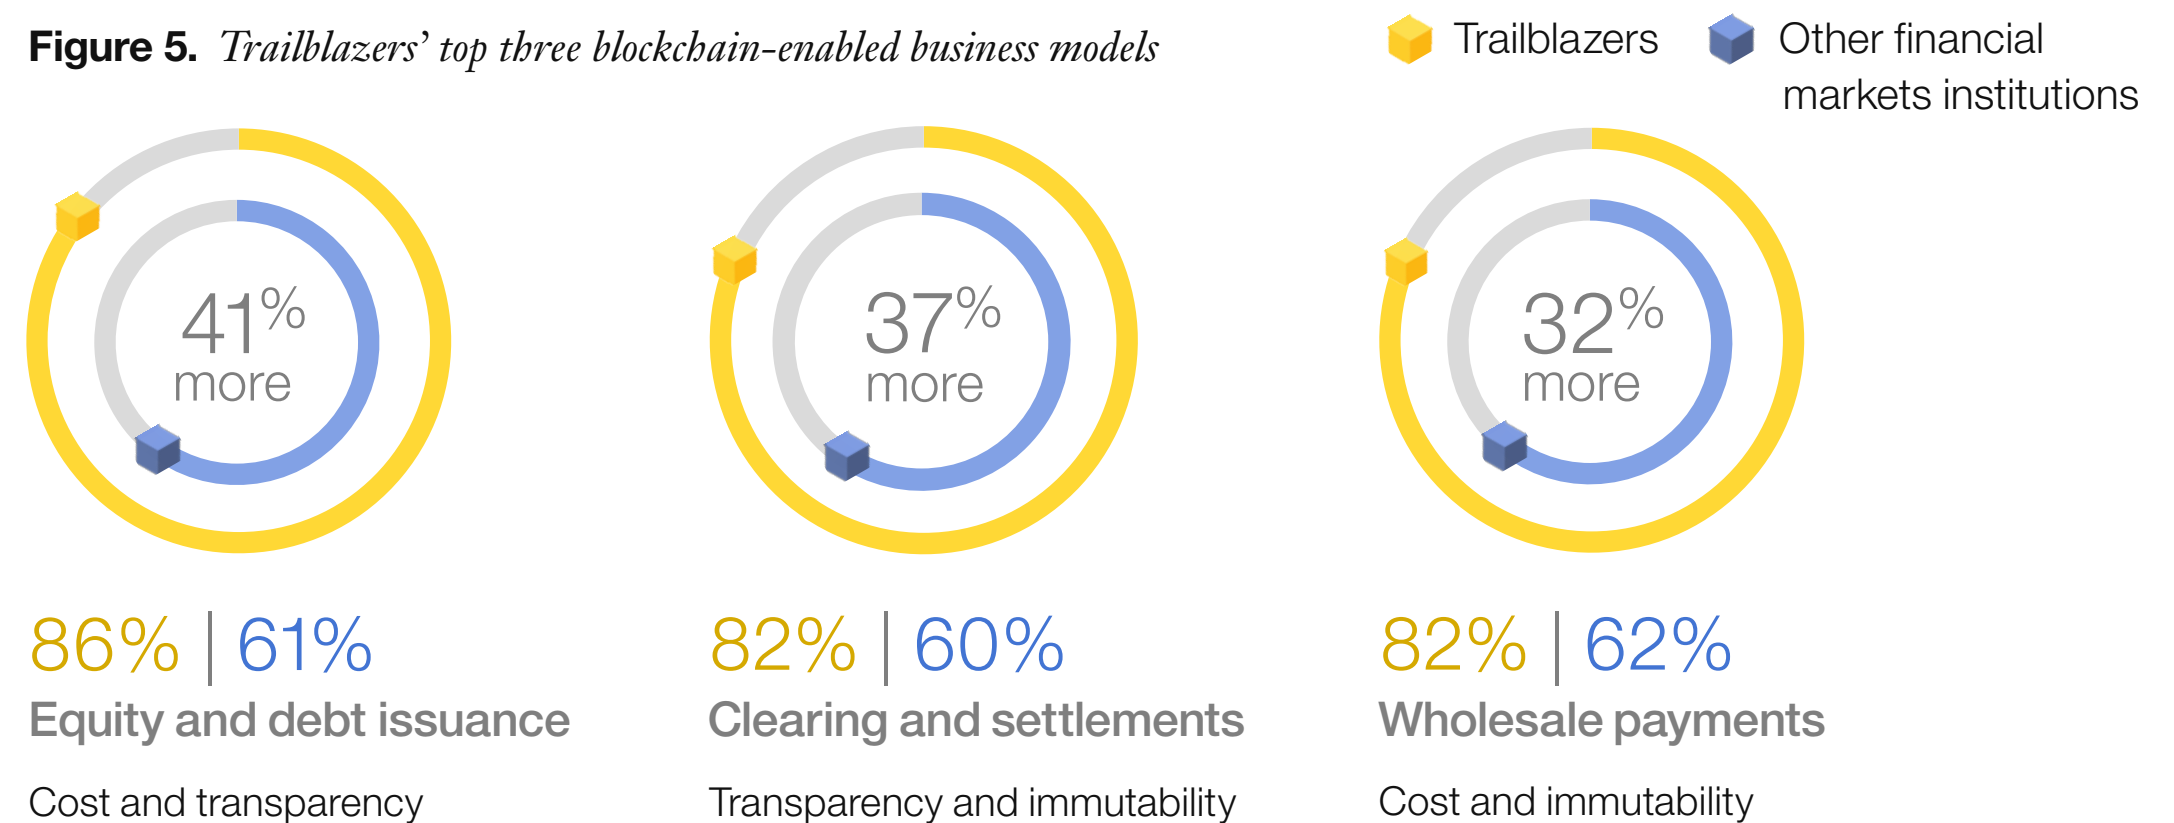 Figure 5. Trailblazers’ top three blockchain-enabled business models
Trailblazers
Other financial
markets institutions
41%
more
37%
more
32%
more
86% | 61%
Equity and debt issuance
Cost and transparency
82% | 60%
Clearing and settlements
Transparency and immutability
82% | 62%
Wholesale payments
Cost and immutability